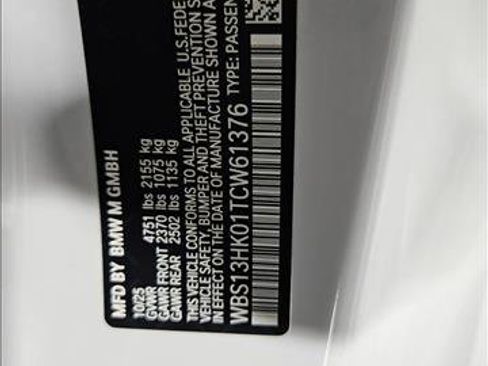 MFD BY BMW M GMBH
10/25
GVWR 4751 lbs 2155 kg
GAWR FRONT 2370 lbs 1075 kg
GAWR REAR 2502 lbs 1135 kg
THIS VEHICLE CONFORMS TO ALL APPLICABLE U.S.FEDE
SAFETY, BUMPER AND THEFT PREVENTION S
IN EFFECT ON THE DATE OF MANUFACTURE SHOWN A
WBS13HK01TCW61376 TYPE: PASSEN